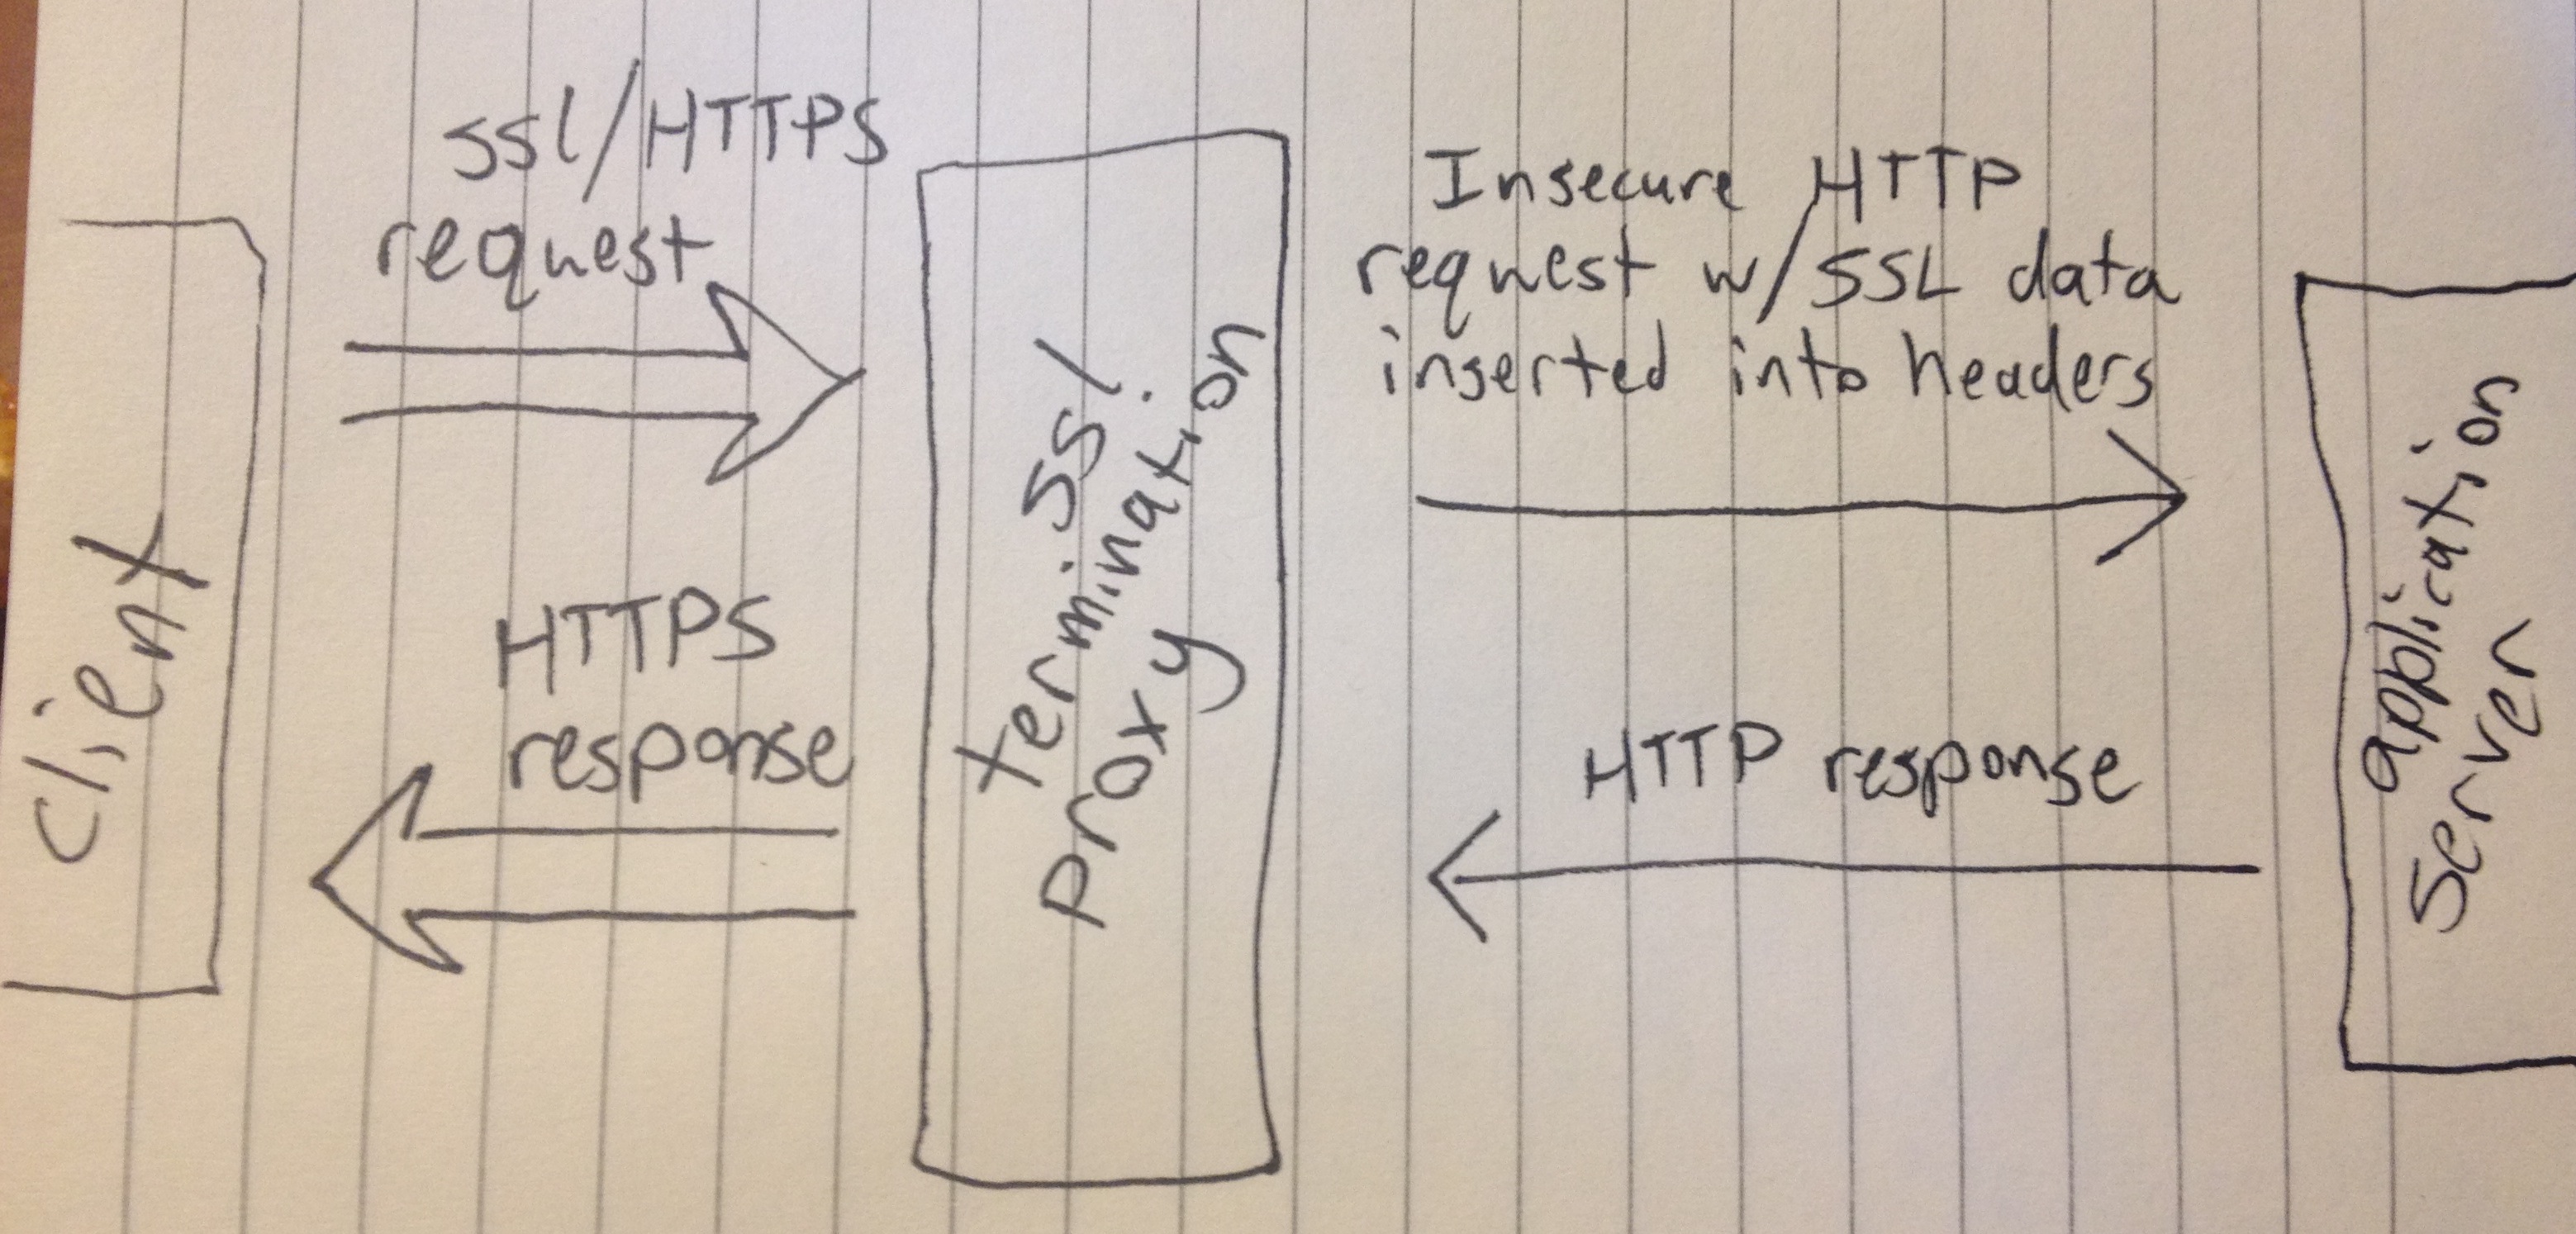 ssl/HTTPS
request
Insecure HTTP
request w/SSL data
inserted into headers
client
ssl
termination
proxy
application
Server
HTTPS
response
HTTP response